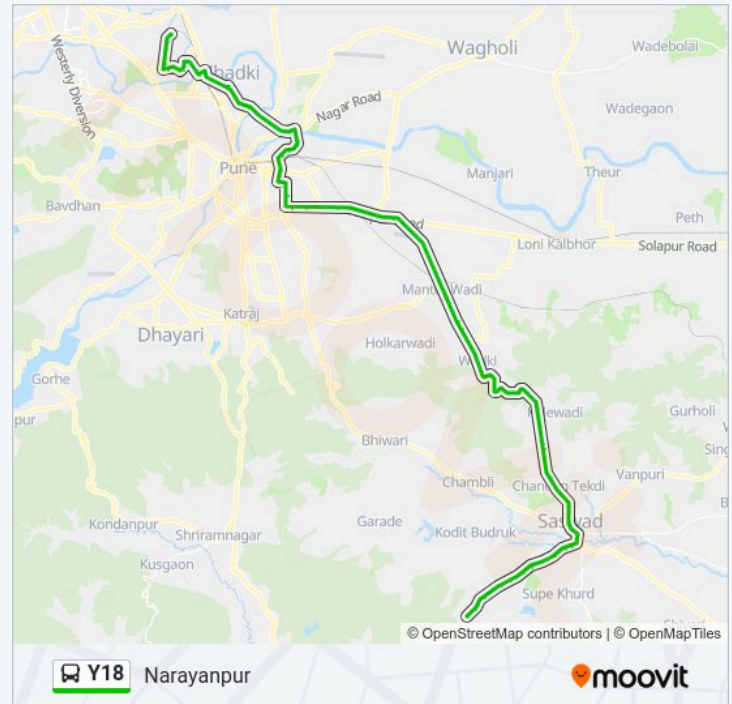 Westerly Diversion
Khadki
Wagholi
Wadebolai
Nagar Road
Wadegaon
Pune
Manjari
Theur
Bavdhan
Peth
Loni Kalbhor
Solapur Road
Katraj
Dhayari
Holkarwadi
Gorhe
Gurholi
Bhiwari
Chambli
Vanpuri
Kondanpur
Shriramnagar
Garade
Kodit Budruk
Saswad
Kusgaon
Supe Khurd
© OpenStreetMap contributors | © OpenMapTiles
Y18 Narayanpur
moovit